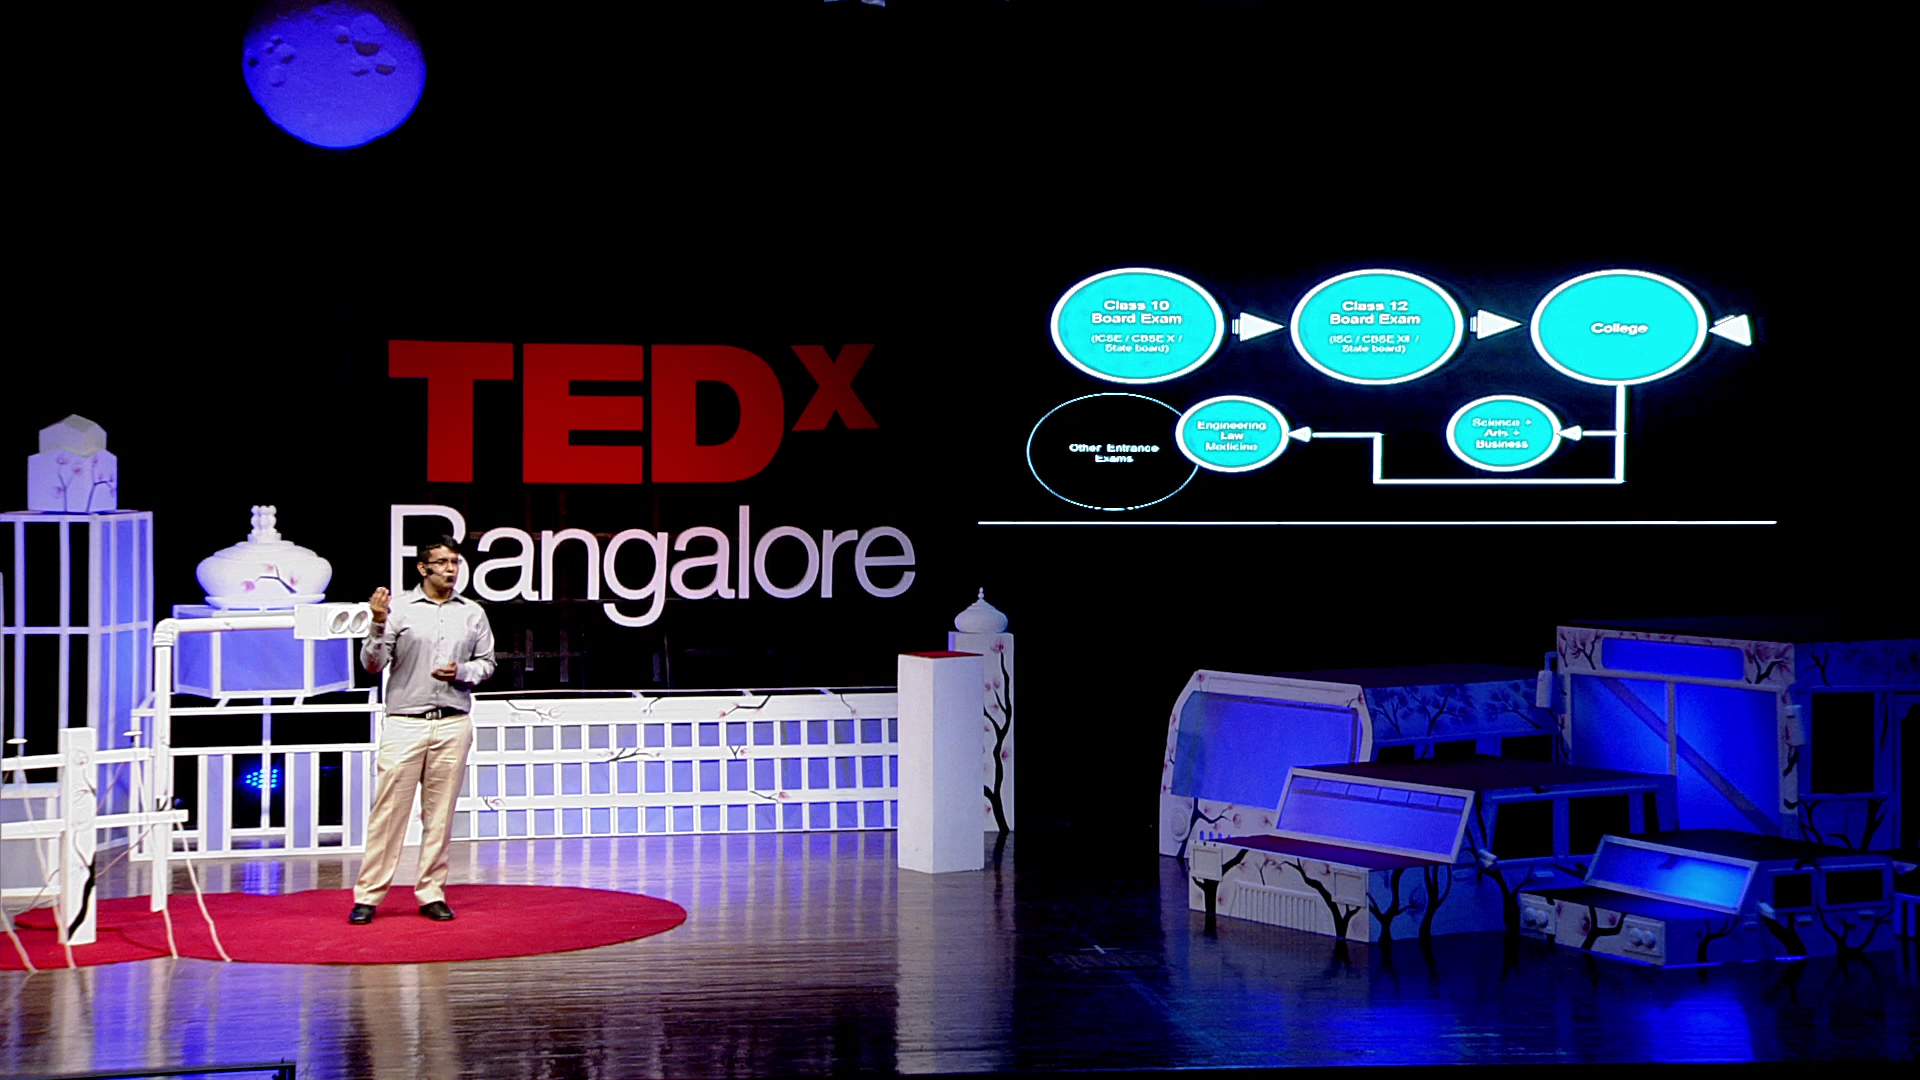 TEDx
Bangalore
Class 10
Board Exam
(ICSE / CBSE X /
State board)
Class 12
Board Exam
(ISC / CBSE XII /
State board)
College
Other Entrance
Exams
Engineering
Law
Medicine
Science +
Arts +
Business